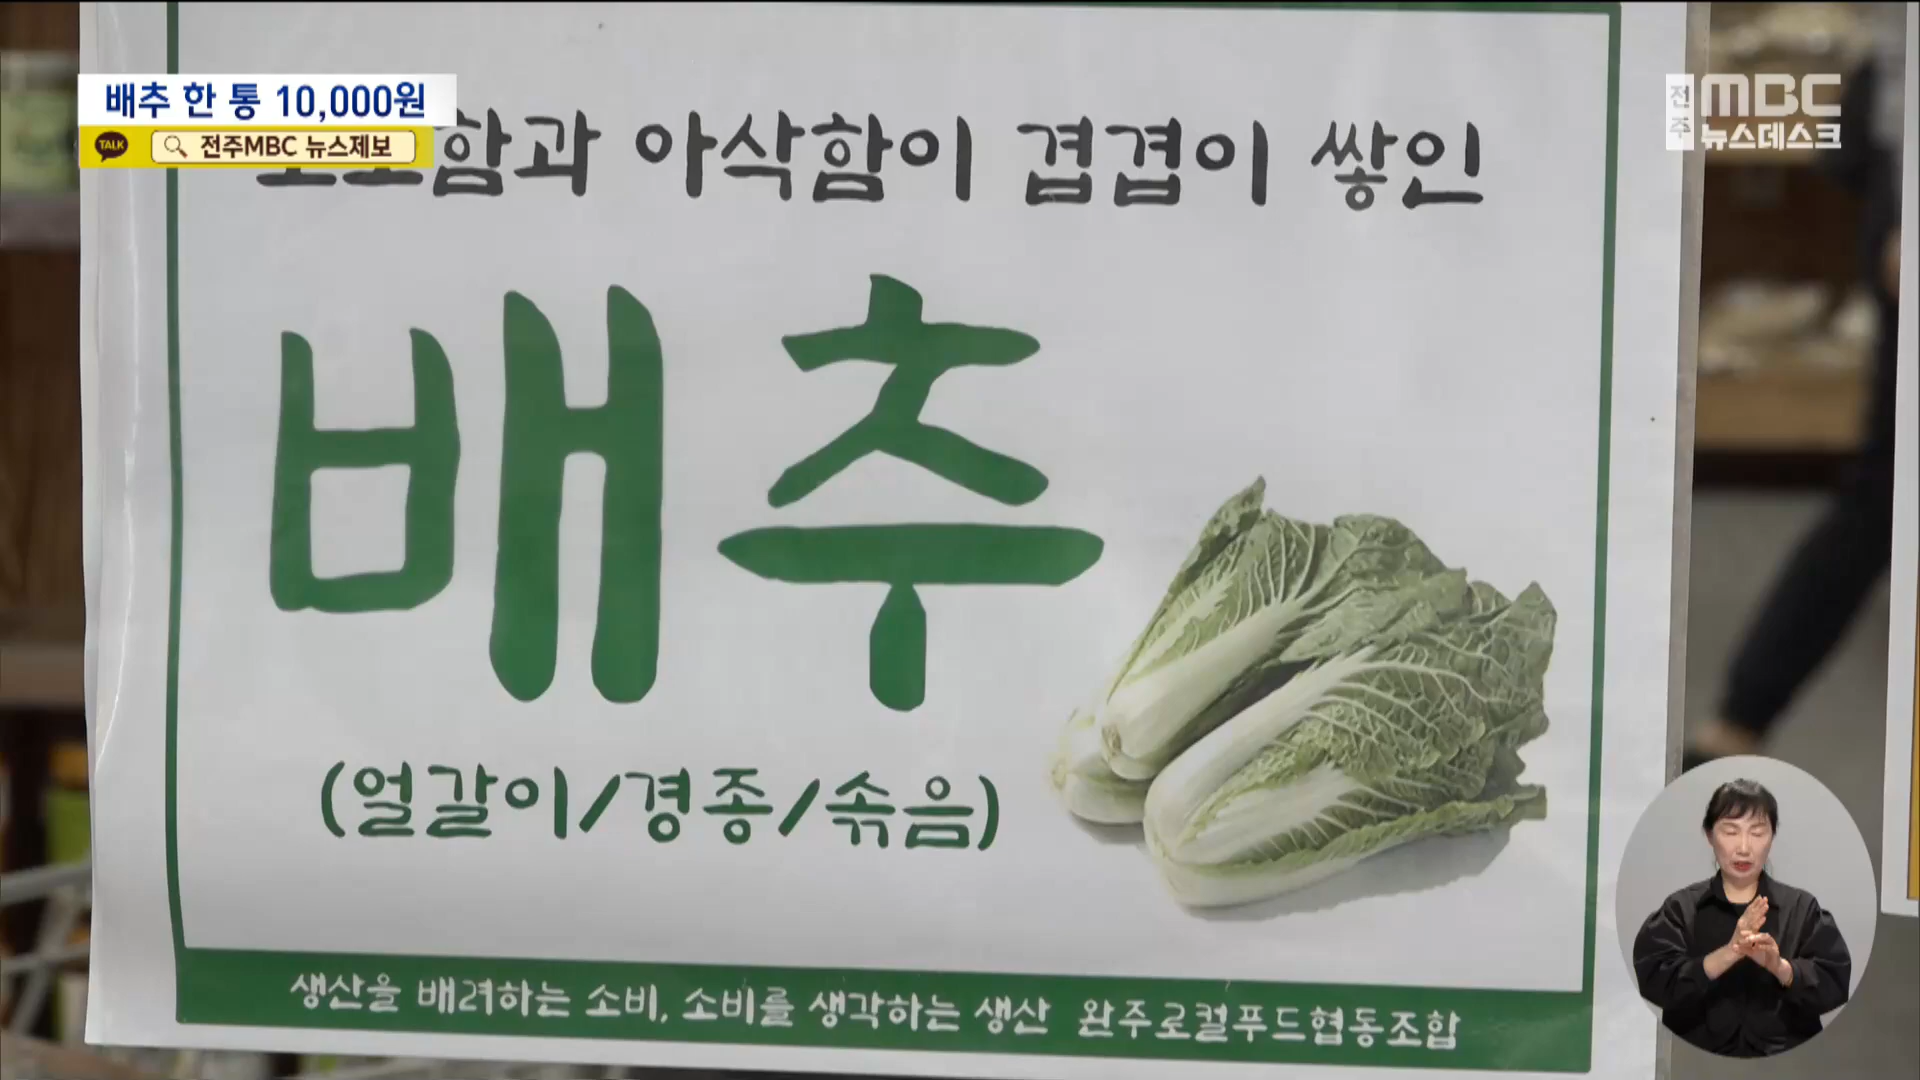 배추 한 통 10,000원
TALK 전주MBC 뉴스제보
전주 MBC
뉴스데스크
함과 아삭함이 겹겹이 쌓인
배추
(얼갈이/경종/솎음)
생산을 배려하는 소비, 소비를 생각하는 생산 완주로컬푸드협동조합